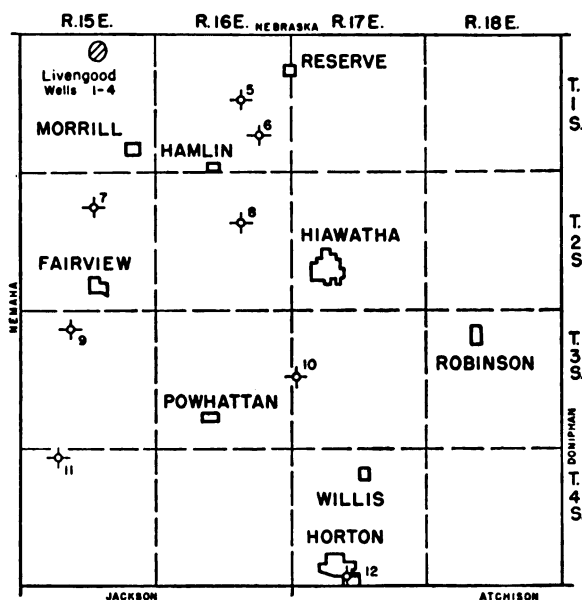 R.15E. R.16E. NEBRASKA R.17E. R.18E.
Livengood
Wells 1-4
RESERVE
5
6
MORRILL
HAMLIN
T.
1
S.
7
8
HIAWATHA
FAIRVIEW
T.
2
S
NEMAHA
9
10
ROBINSON
POWHATTAN
T.
3
S.
DONIPHAN
11
WILLIS
HORTON
12
T.
4
S.
JACKSON ATCHISON